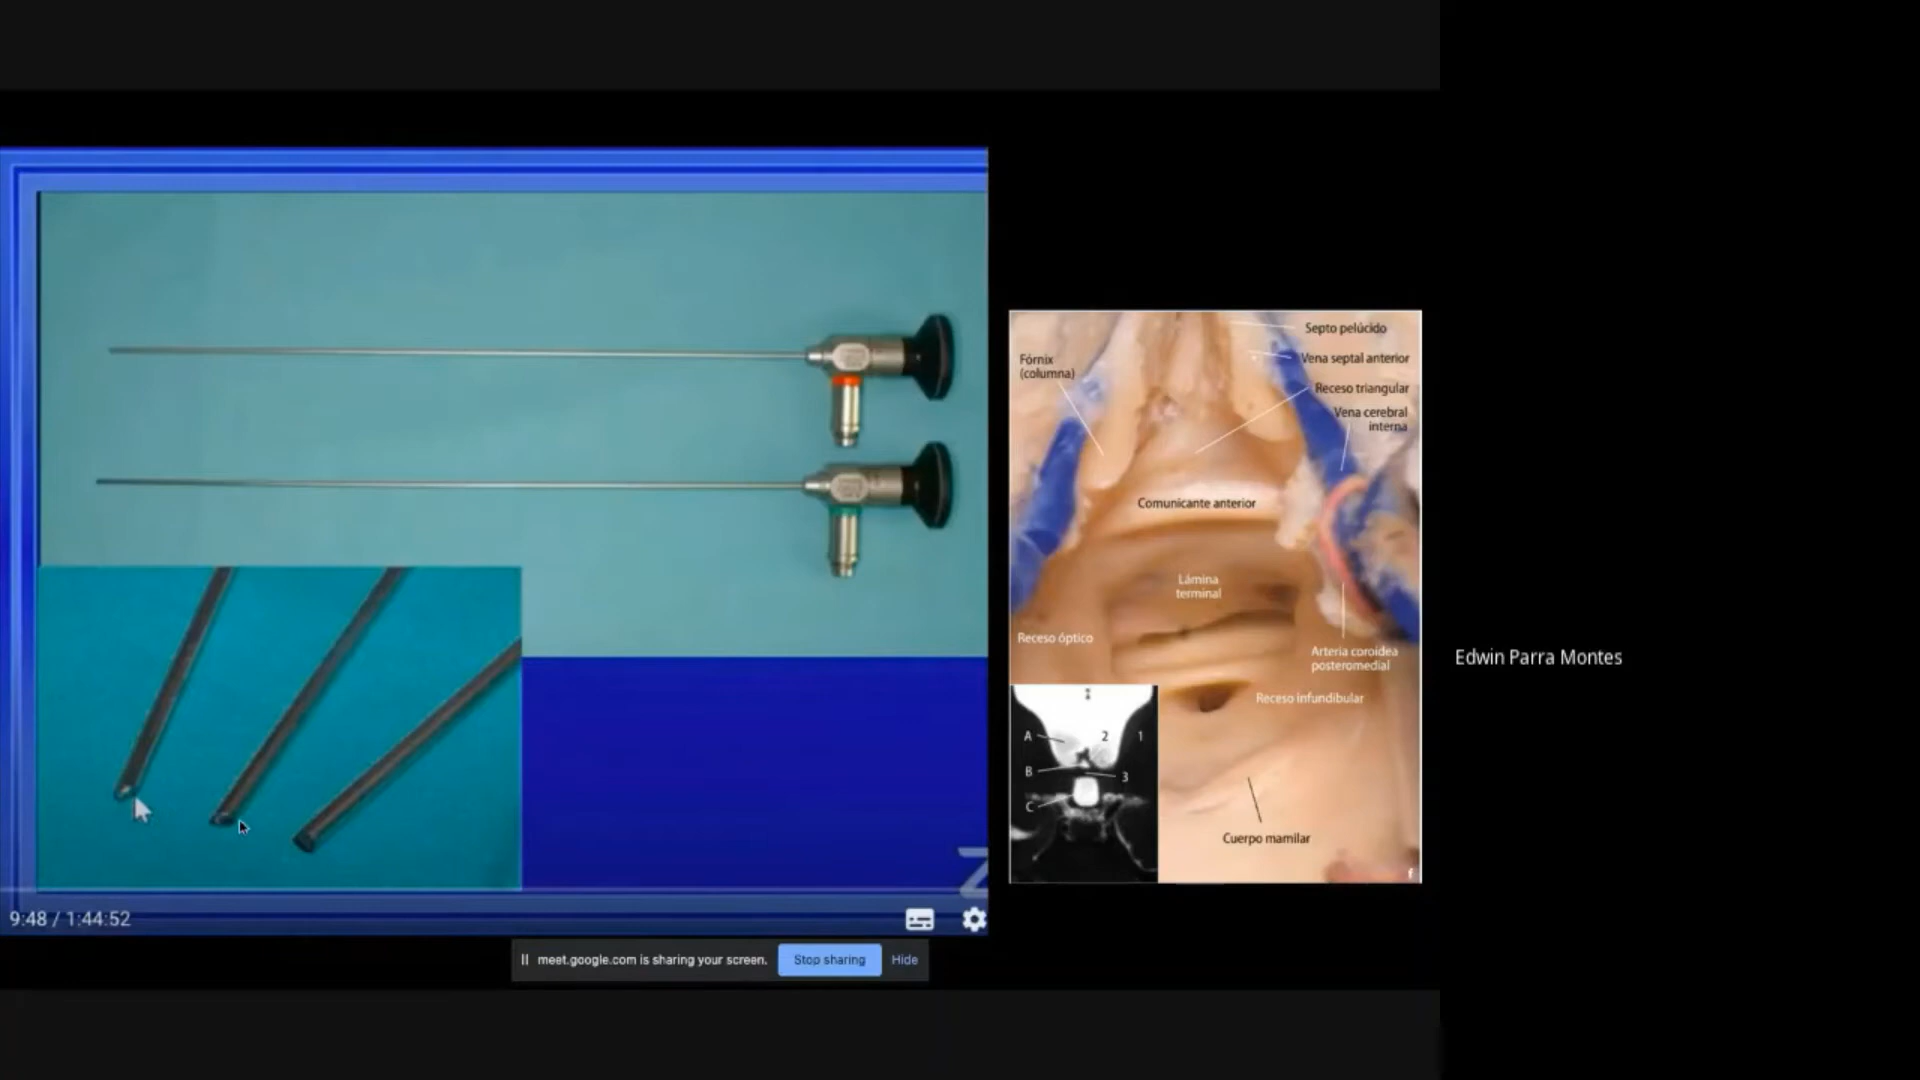 Septo pelúcido
Fórnix
(columna)
Vena septal anterior
Receso triangular
Vena cerebral
interna
Comunicante anterior
Lámina
terminal
Receso óptico
Arteria coroidea
posteromedial
Receso infundibular
A
2
1
B
3
C
Cuerpo mamilar
f
Edwin Parra Montes
Z
9:48 / 1:44:52
meet.google.com is sharing your screen.
Stop sharing
Hide